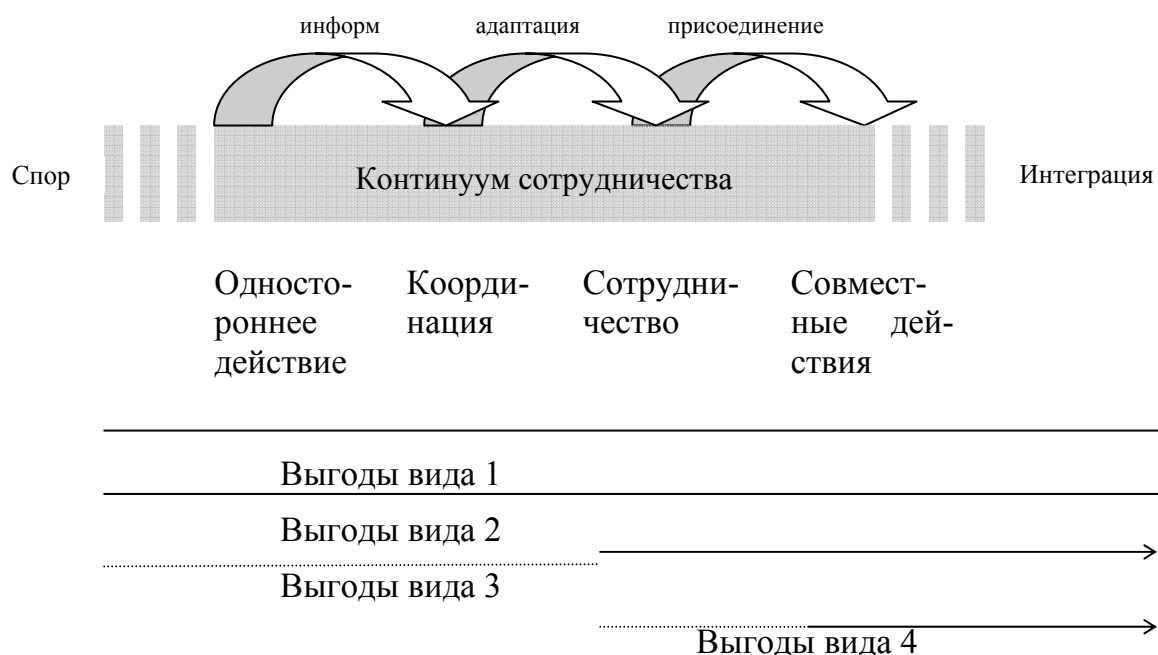 информ адаптация присоединение
Спор Континуум сотрудничества Интеграция
Односто-
роннее
действие
Коорди-
нация
Сотрудни-
чество
Совмест-
ные дей-
ствия
Выгоды вида 1
Выгоды вида 2
Выгоды вида 3
Выгоды вида 4